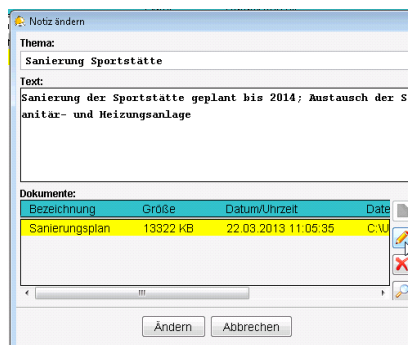 Notiz ändern
Thema:
Sanierung Sportstätte
Text:
Sanierung der Sportstätte geplant bis 2014; Austausch der S
anitär- und Heizungsanlage
Dokumente:
Bezeichnung Größe Datum/Uhrzeit Date
Sanierungsplan 13322 KB 22.03.2013 11:05:35 C:\U
Ändern Abbrechen